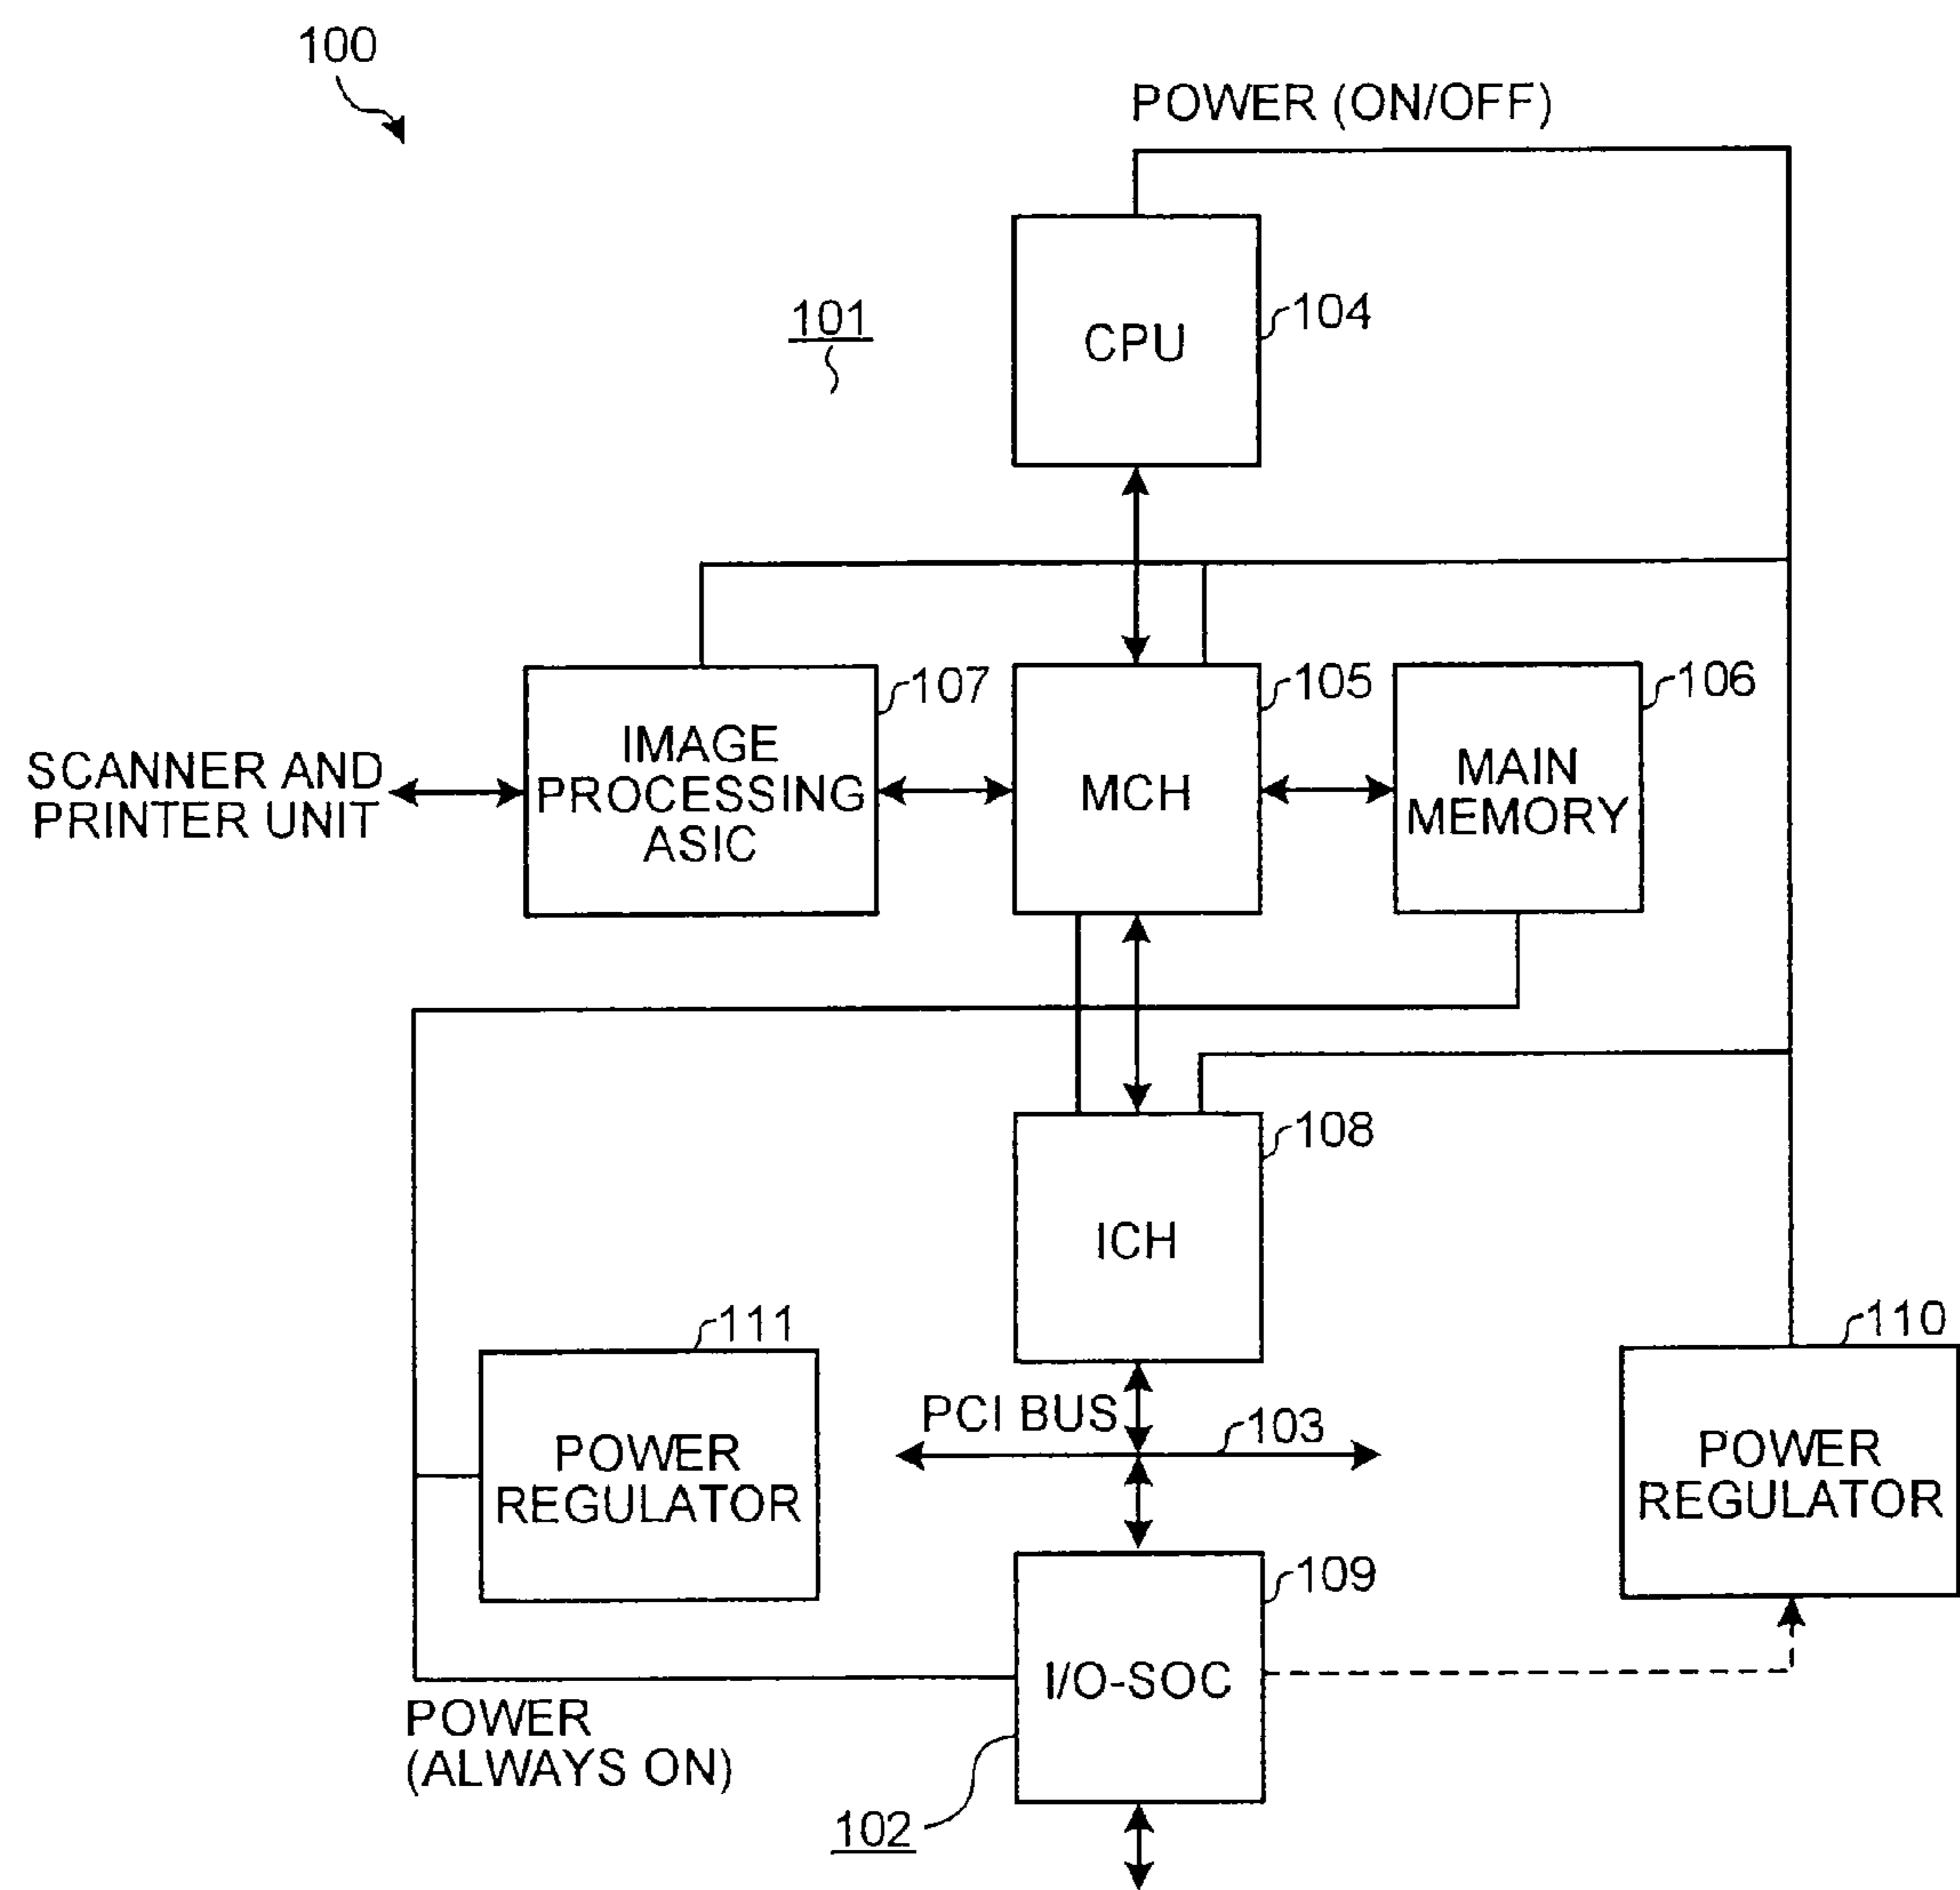 100
POWER (ON/OFF)
101
104
CPU
107
105
106
SCANNER AND
PRINTER UNIT
IMAGE
PROCESSING
ASIC
MCH
MAIN
MEMORY
108
ICH
111
110
PCI BUS
103
POWER
REGULATOR
POWER
REGULATOR
109
I/O-SOC
POWER
(ALWAYS ON)
102